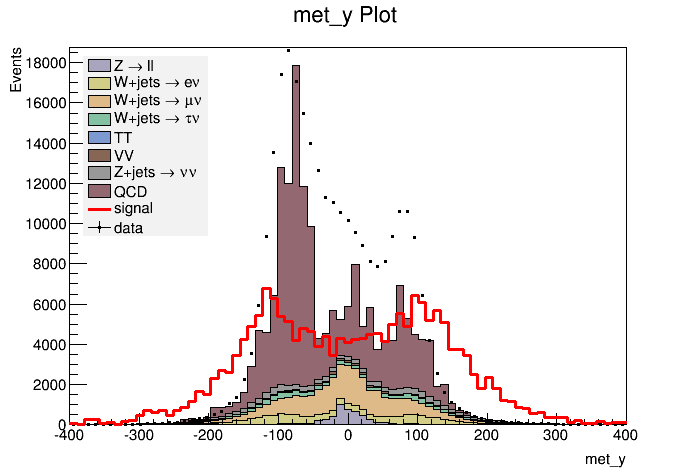 met_y Plot
Events
18000
16000
14000
12000
10000
8000
6000
4000
2000
0
Z → ll
W+jets → eν
W+jets → μν
W+jets → τν
TT
VV
Z+jets → νν
QCD
signal
data
-400 -300 -200 -100 0 100 200 300 400
met_y